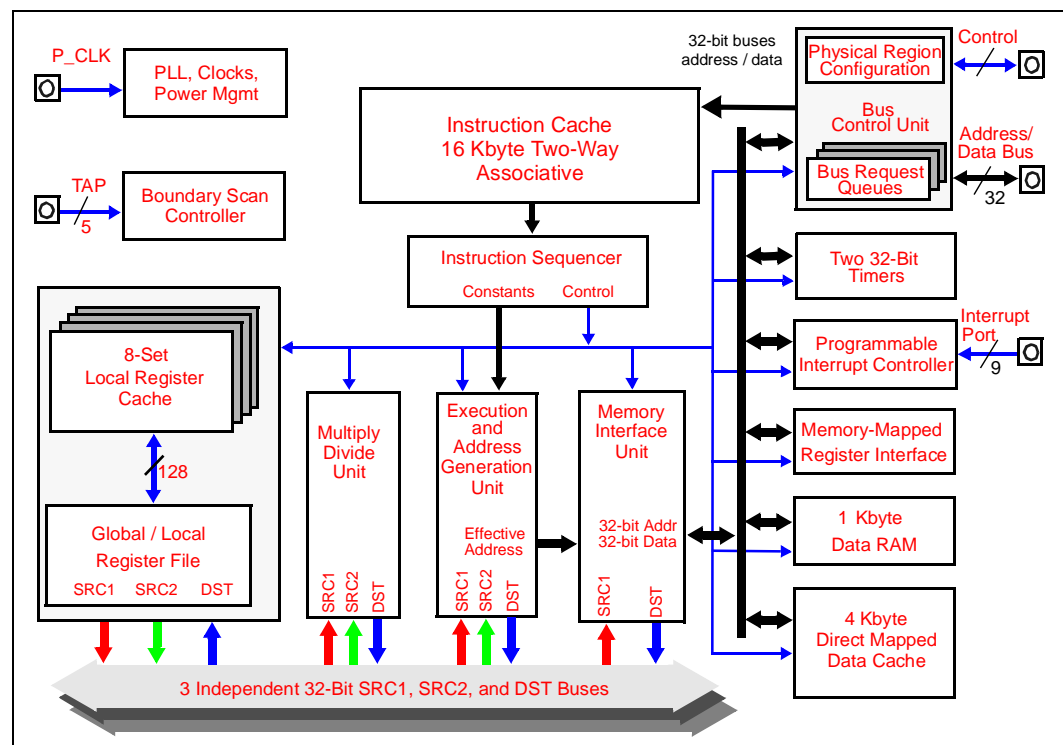 P_CLK
PLL, Clocks,
Power Mgmt
TAP
5
Boundary Scan
Controller
32-bit buses
address / data
Instruction Cache
16 Kbyte Two-Way
Associative
Physical Region
Configuration
Control
Bus
Control Unit
Bus Request
Queues
Address/
Data Bus
32
Instruction Sequencer
Constants Control
Two 32-Bit
Timers
Programmable
Interrupt Controller
Interrupt
Port
9
Memory-Mapped
Register Interface
1 Kbyte
Data RAM
4 Kbyte
Direct Mapped
Data Cache
8-Set
Local Register
Cache
128
Global / Local
Register File
SRC1 SRC2 DST
Multiply
Divide
Unit
SRC1
SRC2
DST
Execution
and
Address
Generation
Unit
Effective
Address
SRC1
SRC2
DST
Memory
Interface
Unit
32-bit Addr
32-bit Data
SRC1
DST
3 Independent 32-Bit SRC1, SRC2, and DST Buses